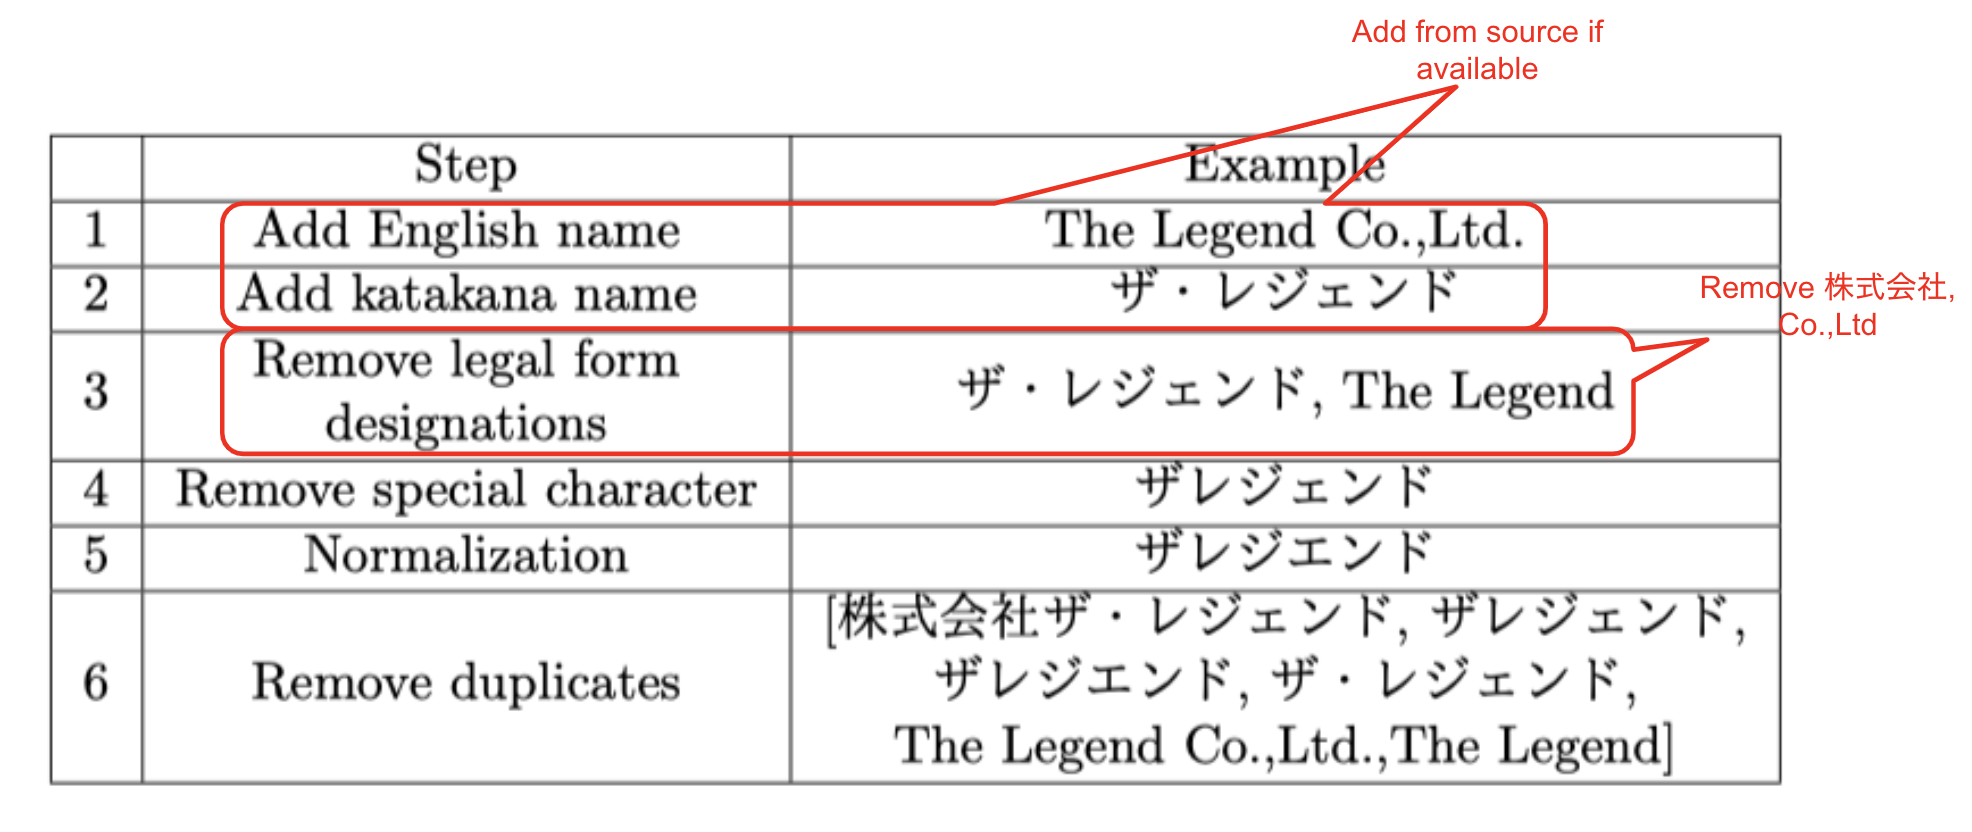 Add from source if
available
Step Example
1 Add English name The Legend Co.,Ltd.
2 Add katakana name ザ・レジェンド
Remove 株式会社,
Co.,Ltd
3 Remove legal form
designations ザ・レジェンド, The Legend
4 Remove special character ザレジェンド
5 Normalization ザレジエンド
6 Remove duplicates [株式会社ザ・レジェンド, ザレジェンド,
ザレジエンド, ザ・レジェンド,
The Legend Co.,Ltd.,The Legend]